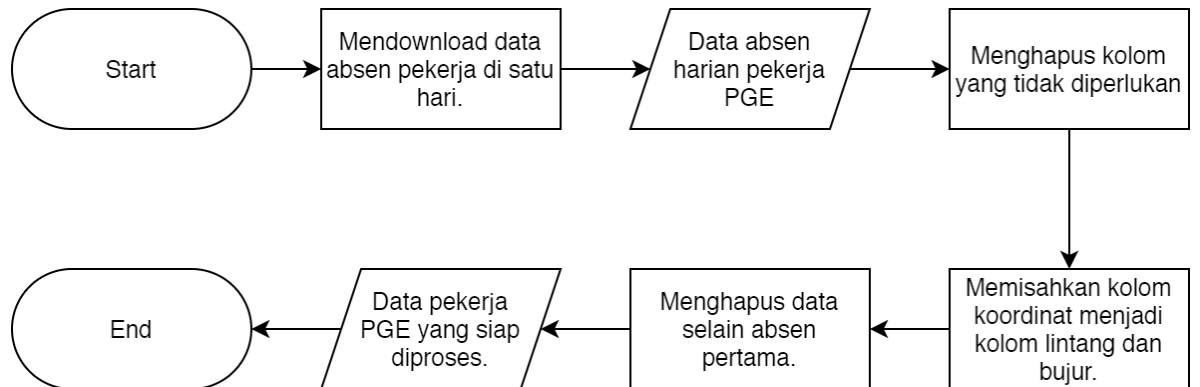 Start
Mendownload data
absen pekerja di satu
hari.
Data absen
harian pekerja
PGE
Menghapus kolom
yang tidak diperlukan
Memisahkan kolom
koordinat menjadi
kolom lintang dan
bujur.
Menghapus data
selain absen
pertama.
Data pekerja
PGE yang siap
diproses.
End